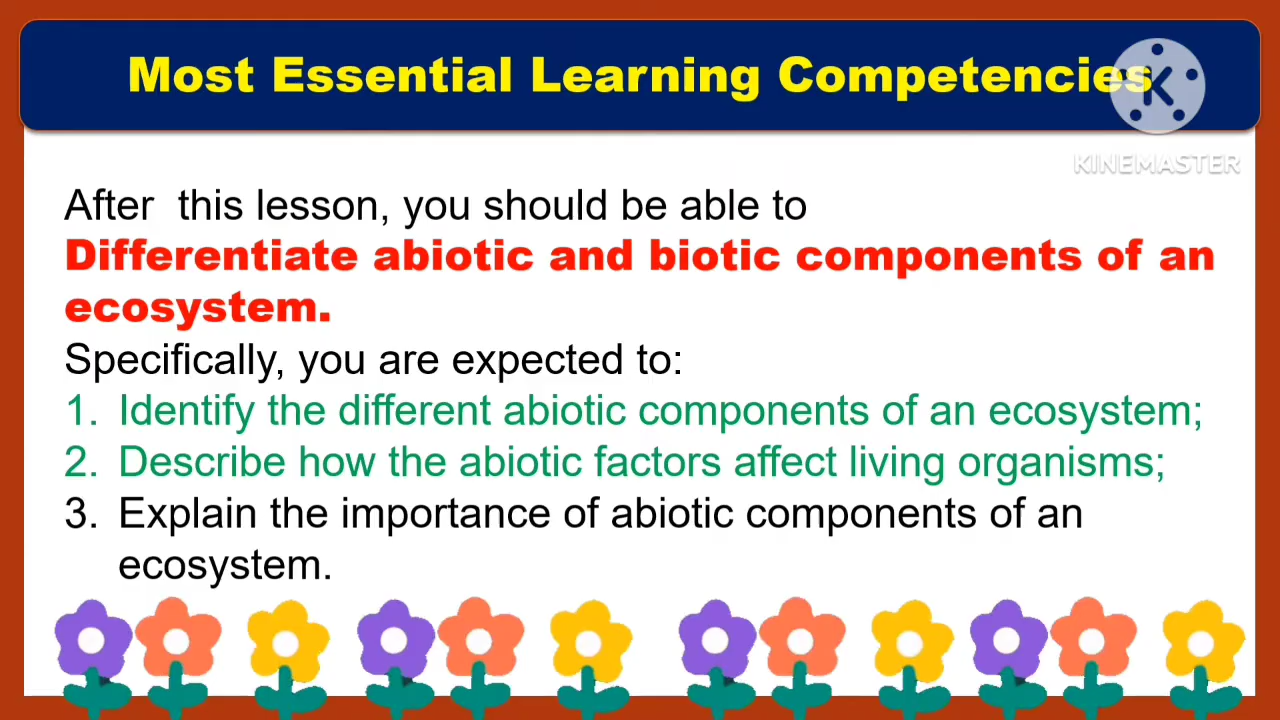 Most Essential Learning Competencies
K
KINEMASTER
After this lesson, you should be able to
Differentiate abiotic and biotic components of an
ecosystem.
Specifically, you are expected to:
1. Identify the different abiotic components of an ecosystem;
2. Describe how the abiotic factors affect living organisms;
3. Explain the importance of abiotic components of an
ecosystem.